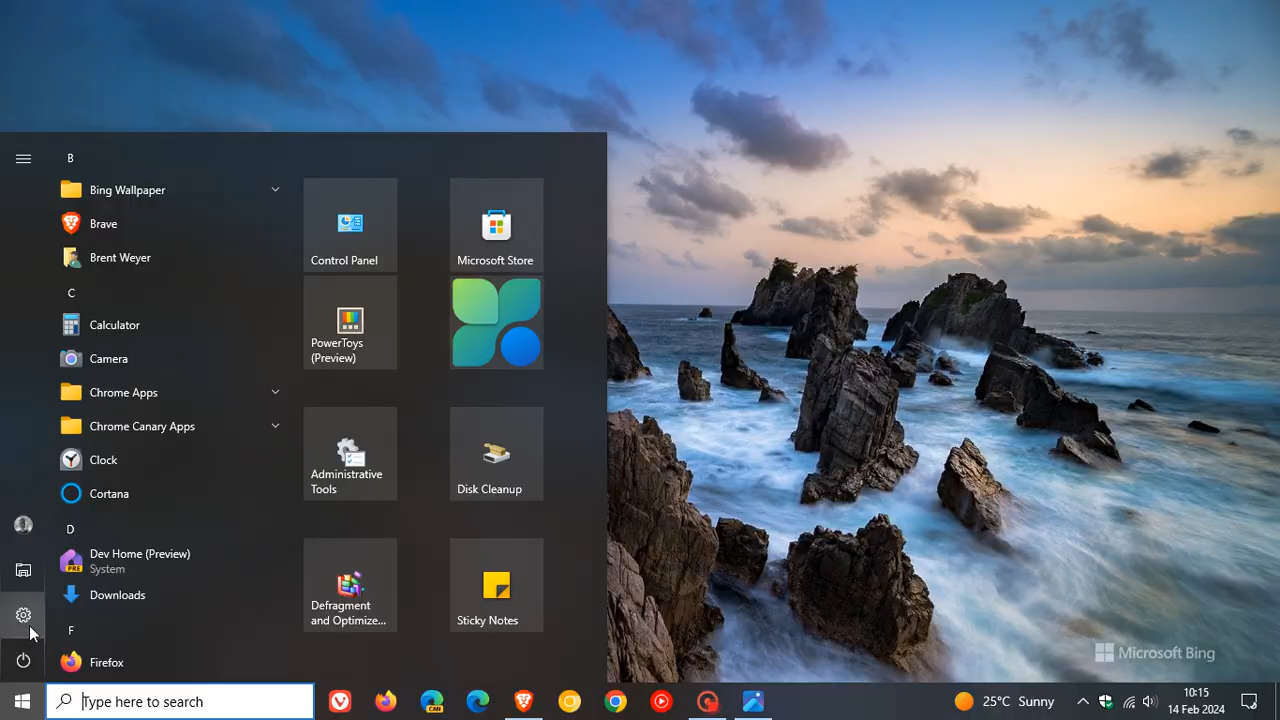 B
Bing Wallpaper
Brave
Brent Weyer
C
Calculator
Camera
Chrome Apps
Chrome Canary Apps
Clock
Cortana
D
Dev Home (Preview)
System
PRE
Downloads
F
Firefox
Control Panel
Microsoft Store
PowerToys
(Preview)
Administrative
Tools
Disk Cleanup
Defragment
and Optimize...
Sticky Notes
Microsoft Bing
Type here to search
CAN
25°C Sunny
10:15
14 Feb 2024